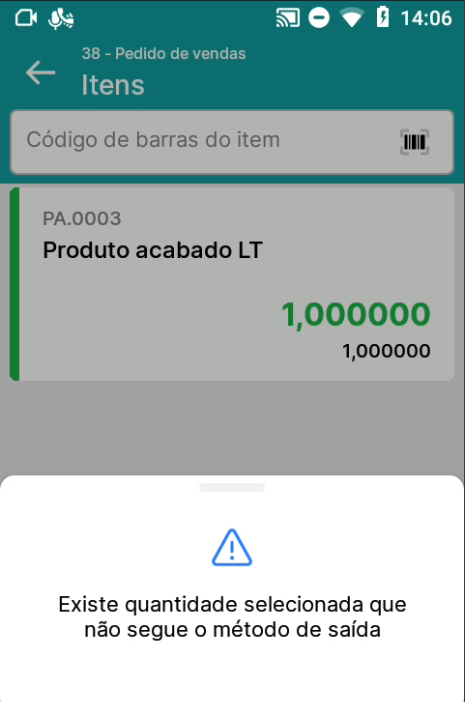 14:06
38 - Pedido de vendas
Itens
Código de barras do item
PA.0003
Produto acabado LT
1,000000
1,000000
Existe quantidade selecionada que
não segue o método de saída